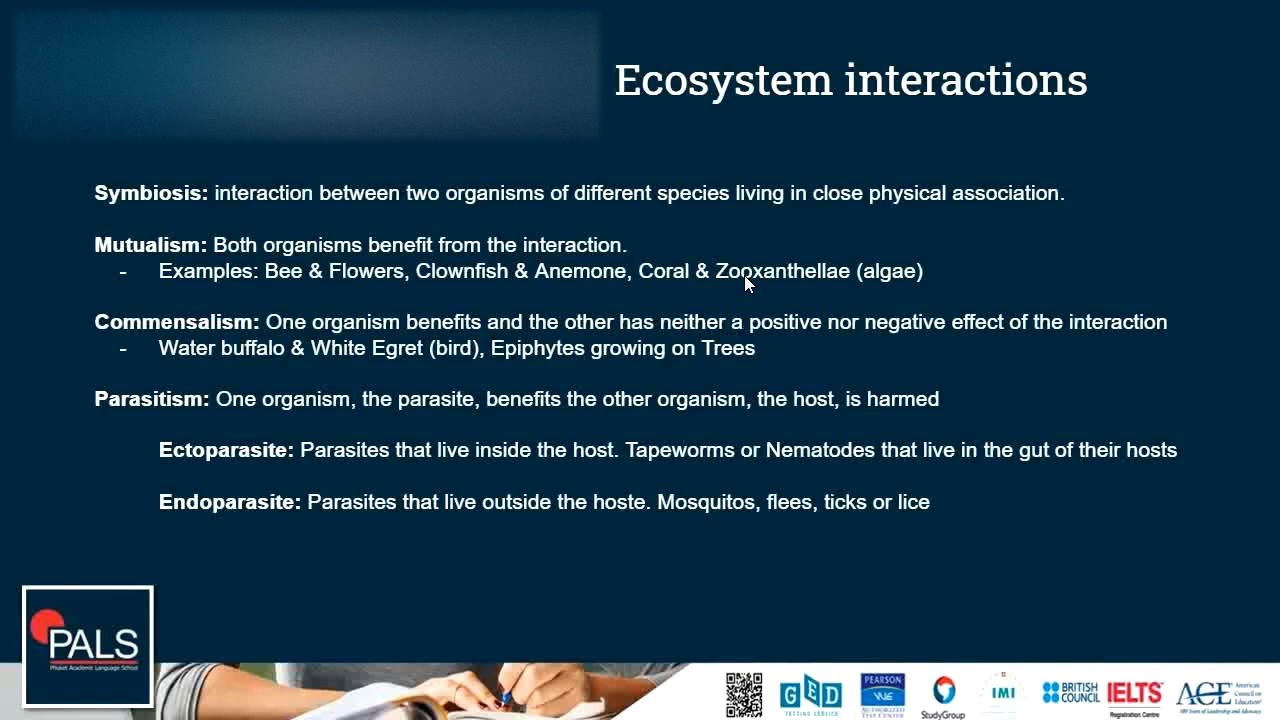 Ecosystem interactions
Symbiosis: interaction between two organisms of different species living in close physical association.
Mutualism: Both organisms benefit from the interaction.
- Examples: Bee & Flowers, Clownfish & Anemone, Coral & Zooxanthellae (algae)
Commensalism: One organism benefits and the other has neither a positive nor negative effect of the interaction
- Water buffalo & White Egret (bird), Epiphytes growing on Trees
Parasitism: One organism, the parasite, benefits the other organism, the host, is harmed
Ectoparasite: Parasites that live inside the host. Tapeworms or Nematodes that live in the gut of their hosts
Endoparasite: Parasites that live outside the hoste. Mosquitos, flees, ticks or lice
PALS
Phuket Academic Language School
GED
TESTING SERVICE
PEARSON
VUE
AUTHORIZED
TEST CENTER
StudyGroup
IMI
BRITISH
COUNCIL
IELTS
Registration Centre
ACE
American
Council on
Education
100 Years of Leadership and Advocacy